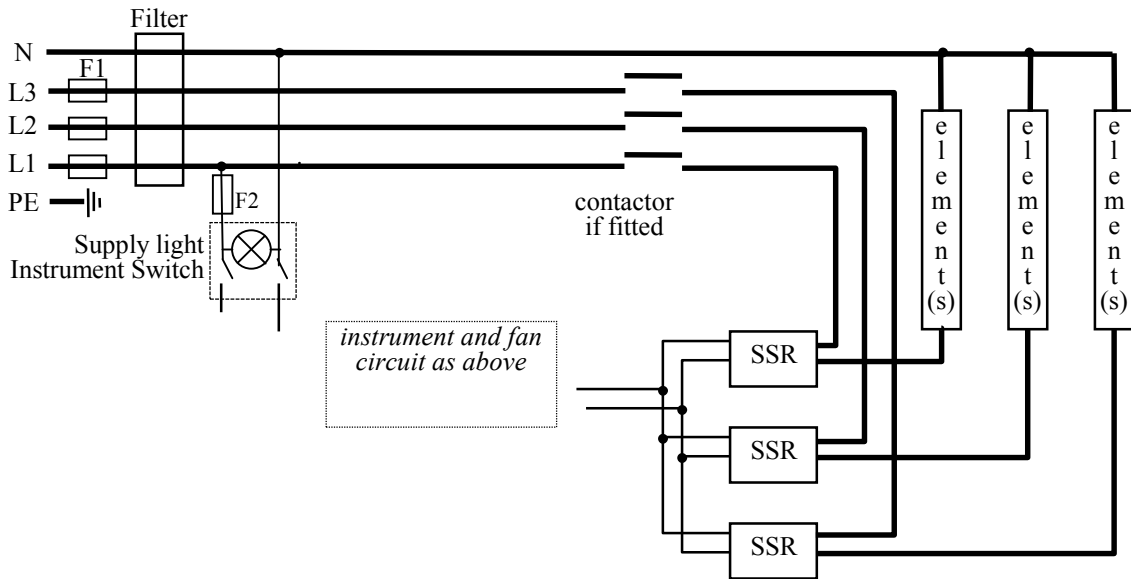 Filter
N
F1
L3
L2
L1
PE
F2
Supply light
Instrument Switch
contactor
if fitted
element(s)
element(s)
element(s)
instrument and fan
circuit as above
SSR
SSR
SSR